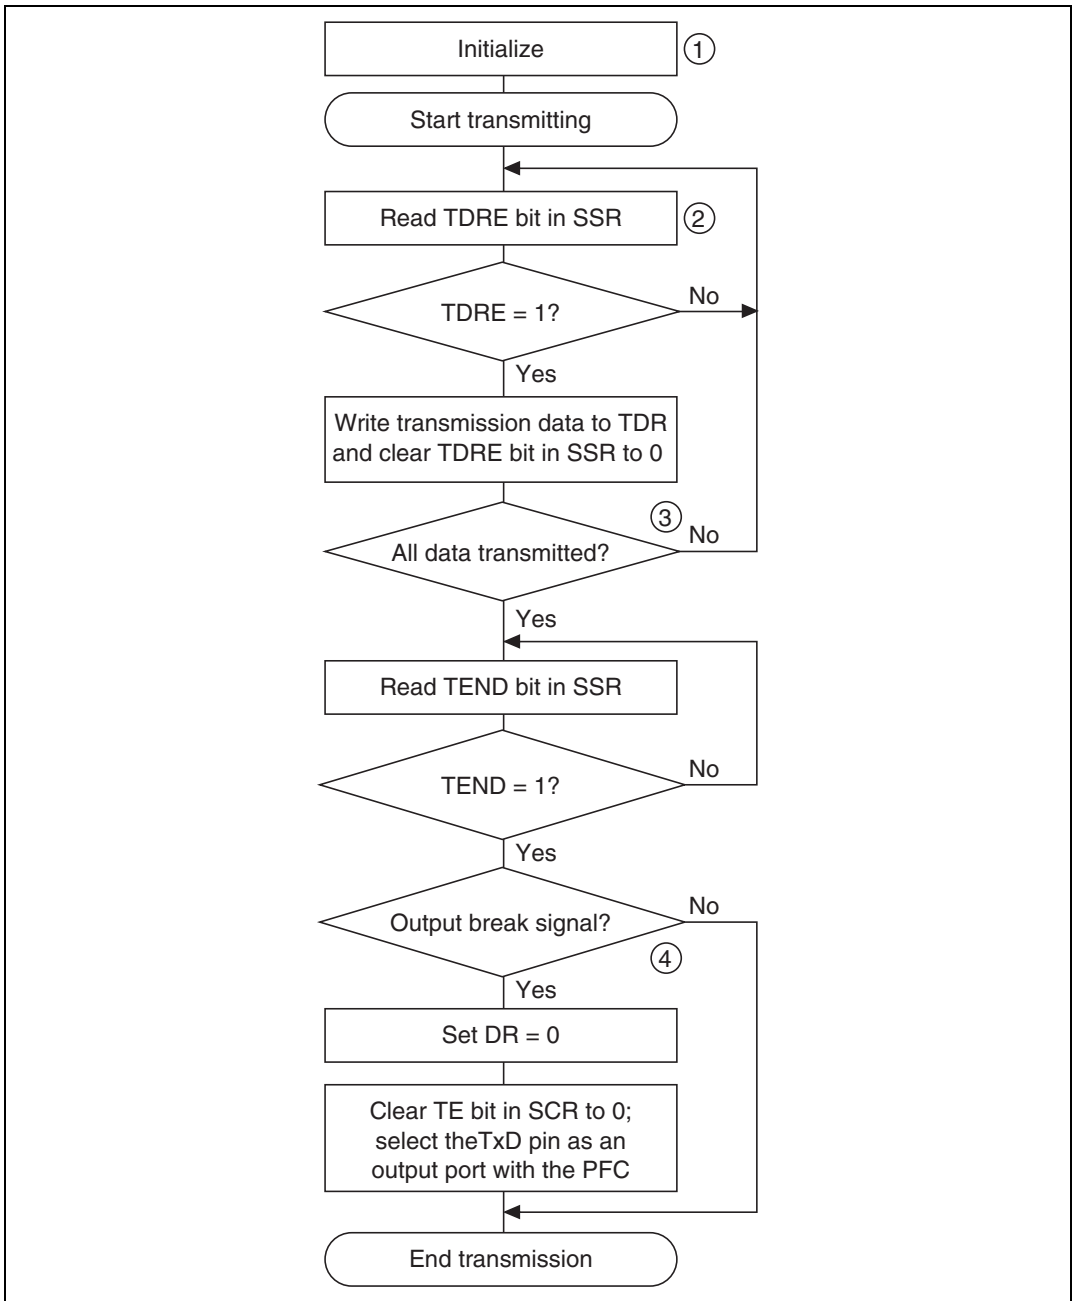 Initialize
①
Start transmitting
Read TDRE bit in SSR
②
TDRE = 1?
No
Yes
Write transmission data to TDR
and clear TDRE bit in SSR to 0
③
All data transmitted?
No
Yes
Read TEND bit in SSR
TEND = 1?
No
Yes
Output break signal?
No
④
Yes
Set DR = 0
Clear TE bit in SCR to 0;
select theTxD pin as an
output port with the PFC
End transmission